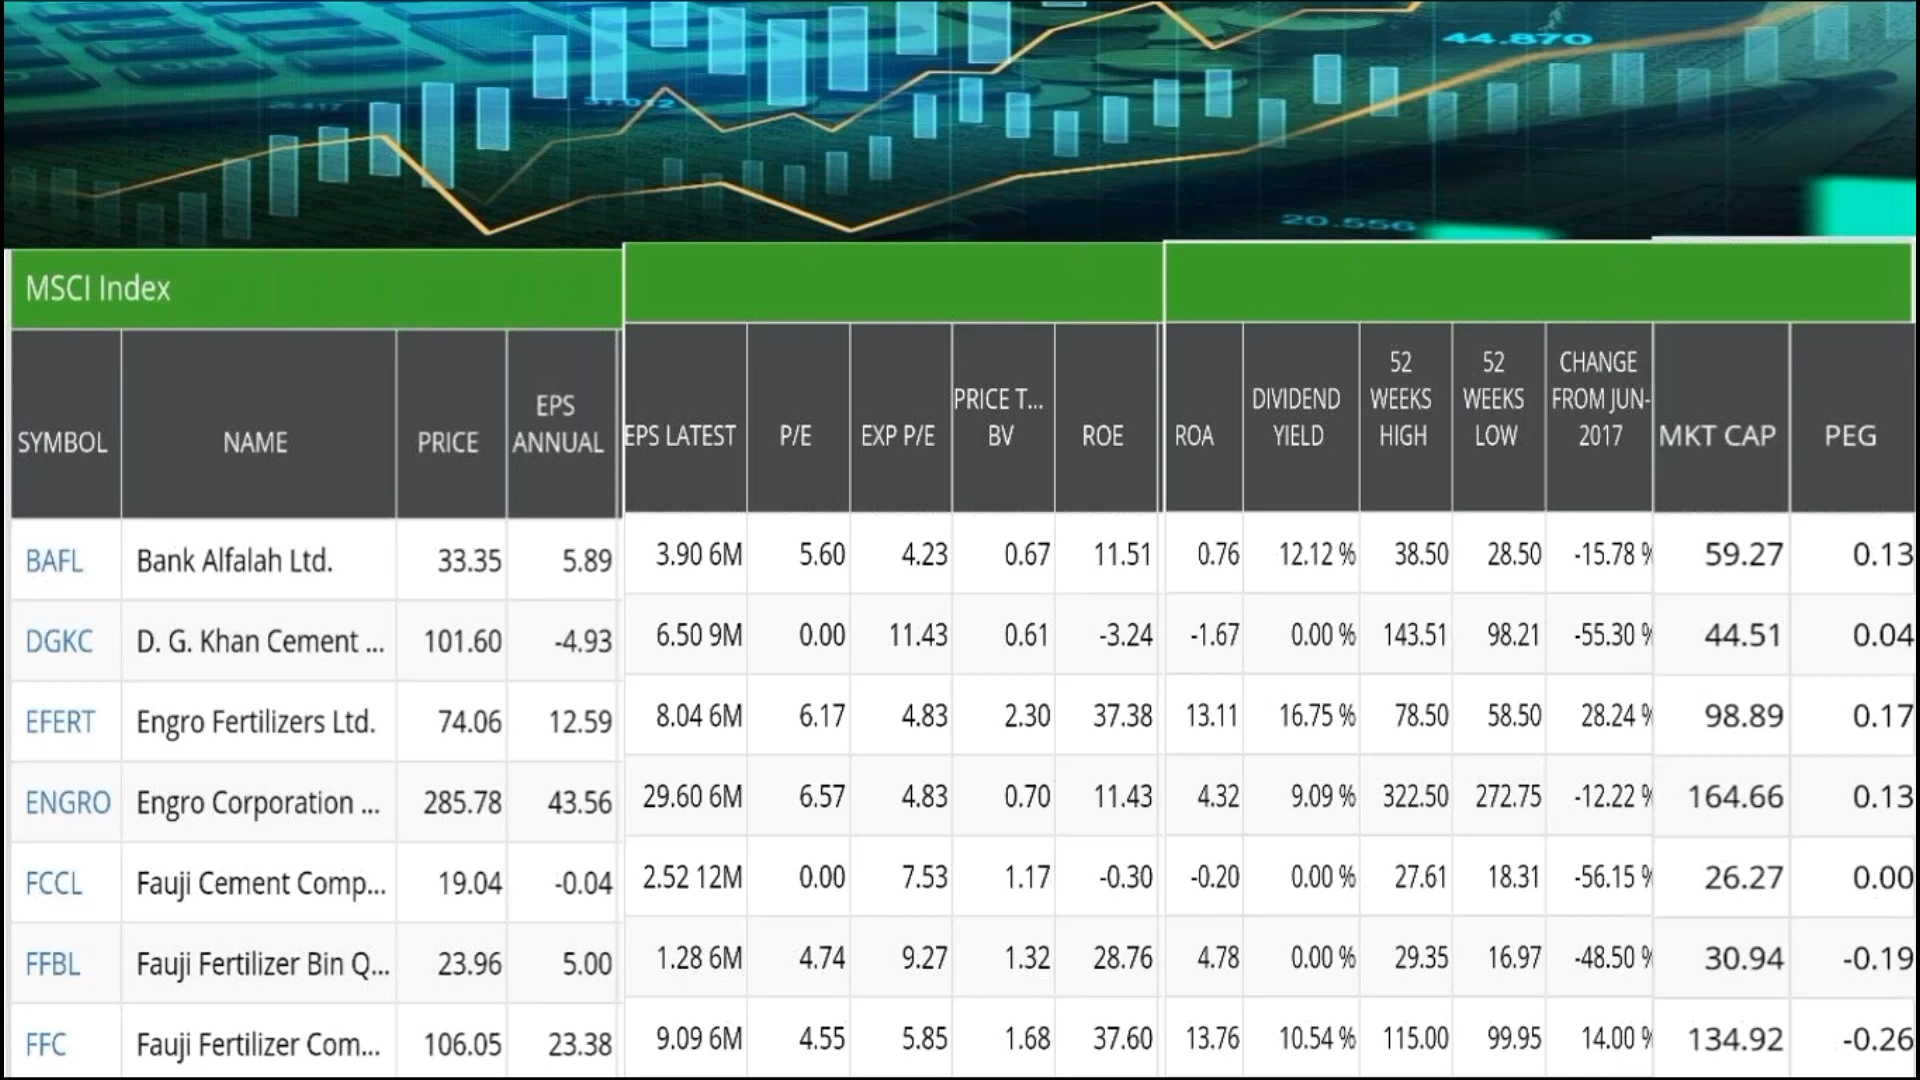 44.870
37.012
26.417
20.556
MSCI Index
SYMBOL NAME PRICE EPS ANNUAL EPS LATEST P/E EXP P/E PRICE T... BV ROE ROA DIVIDEND YIELD 52 WEEKS HIGH 52 WEEKS LOW CHANGE FROM JUN-2017 MKT CAP PEG
BAFL Bank Alfalah Ltd. 33.35 5.89 3.90 6M 5.60 4.23 0.67 11.51 0.76 12.12 % 38.50 28.50 -15.78 % 59.27 0.13
DGKC D. G. Khan Cement ... 101.60 -4.93 6.50 9M 0.00 11.43 0.61 -3.24 -1.67 0.00 % 143.51 98.21 -55.30 % 44.51 0.04
EFERT Engro Fertilizers Ltd. 74.06 12.59 8.04 6M 6.17 4.83 2.30 37.38 13.11 16.75 % 78.50 58.50 28.24 % 98.89 0.17
ENGRO Engro Corporation ... 285.78 43.56 29.60 6M 6.57 4.83 0.70 11.43 4.32 9.09 % 322.50 272.75 -12.22 % 164.66 0.13
FCCL Fauji Cement Comp... 19.04 -0.04 2.52 12M 0.00 7.53 1.17 -0.30 -0.20 0.00 % 27.61 18.31 -56.15 % 26.27 0.00
FFBL Fauji Fertilizer Bin Q... 23.96 5.00 1.28 6M 4.74 9.27 1.32 28.76 4.78 0.00 % 29.35 16.97 -48.50 % 30.94 -0.19
FFC Fauji Fertilizer Com... 106.05 23.38 9.09 6M 4.55 5.85 1.68 37.60 13.76 10.54 % 115.00 99.95 14.00 % 134.92 -0.26